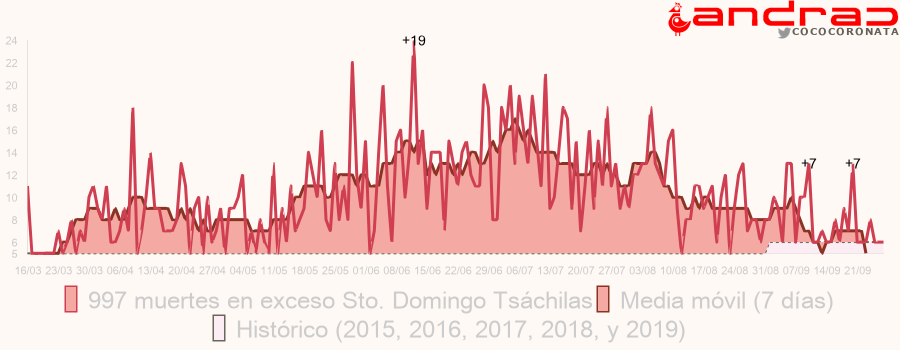 andrac
COCOCORONATA
24
22
20
18
16
14
12
10
8
6
5
+19
+7
+7
16/03 23/03 30/03 06/04 13/04 20/04 27/04 04/05 11/05 18/05 25/05 01/06 08/06 15/06 22/06 29/06 06/07 13/07 20/07 27/07 03/08 10/08 17/08 24/08 31/08 07/09 14/09 21/09
997 muertes en exceso Sto. Domingo Tsáchilas Media móvil (7 días)
Histórico (2015, 2016, 2017, 2018, y 2019)